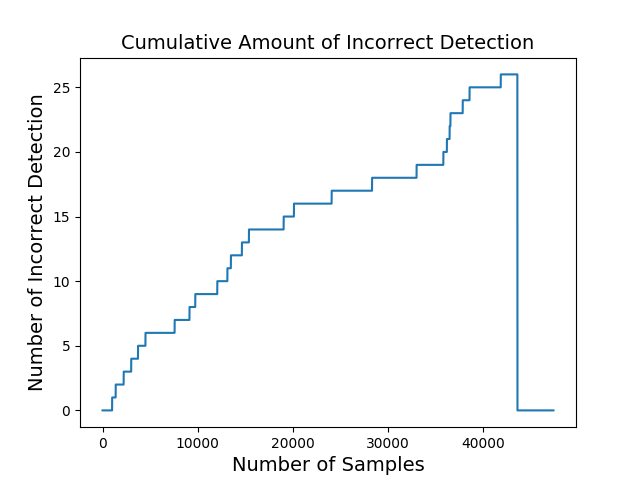 Cumulative Amount of Incorrect Detection
Number of Incorrect Detection
25
20
15
10
5
0
0 10000 20000 30000 40000
Number of Samples